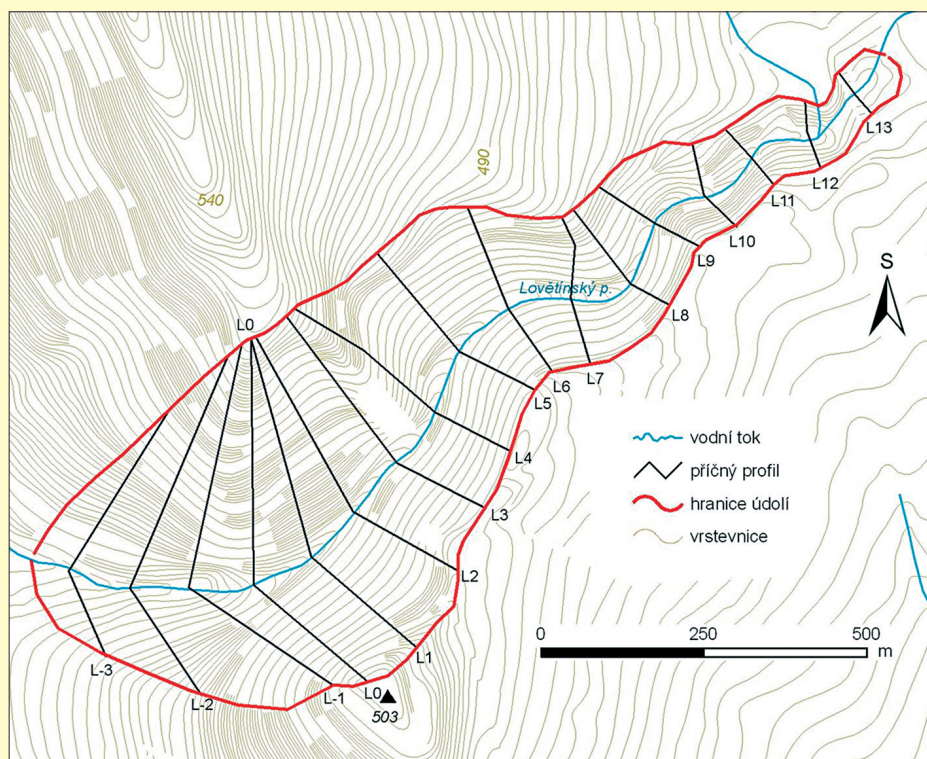 540
490
L0
Lovětínský p.
L13
L12
L11
L10
L9
L8
L7
L6
L5
L4
L3
L2
L1
L0
L-1
L-2
L-3
503
S
vodní tok
příčný profil
hranice údolí
vrstevnice
0 250 500
m